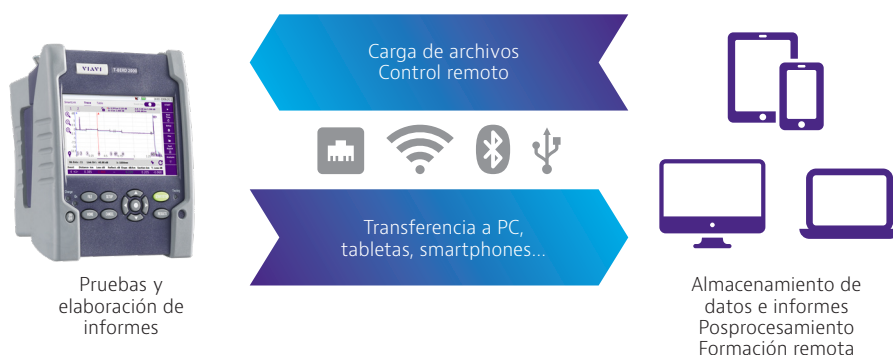 Carga de archivos
Control remoto
VIAVI
Transferencia a PC,
tabletas, smartphones...
Pruebas y
elaboración de
informes
Almacenamiento de
datos e informes
Posprocesamiento
Formación remota